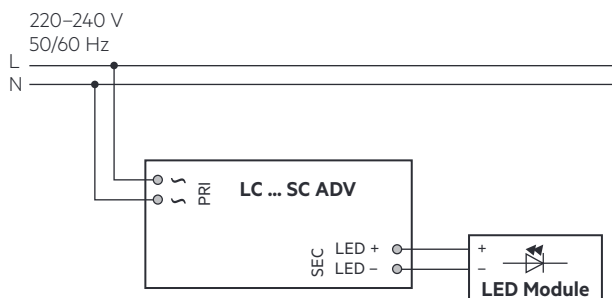 220–240 V
50/60 Hz
L
N
~
~
PRI
LC ... SC ADV
SEC
LED +
LED –
+
–
LED Module